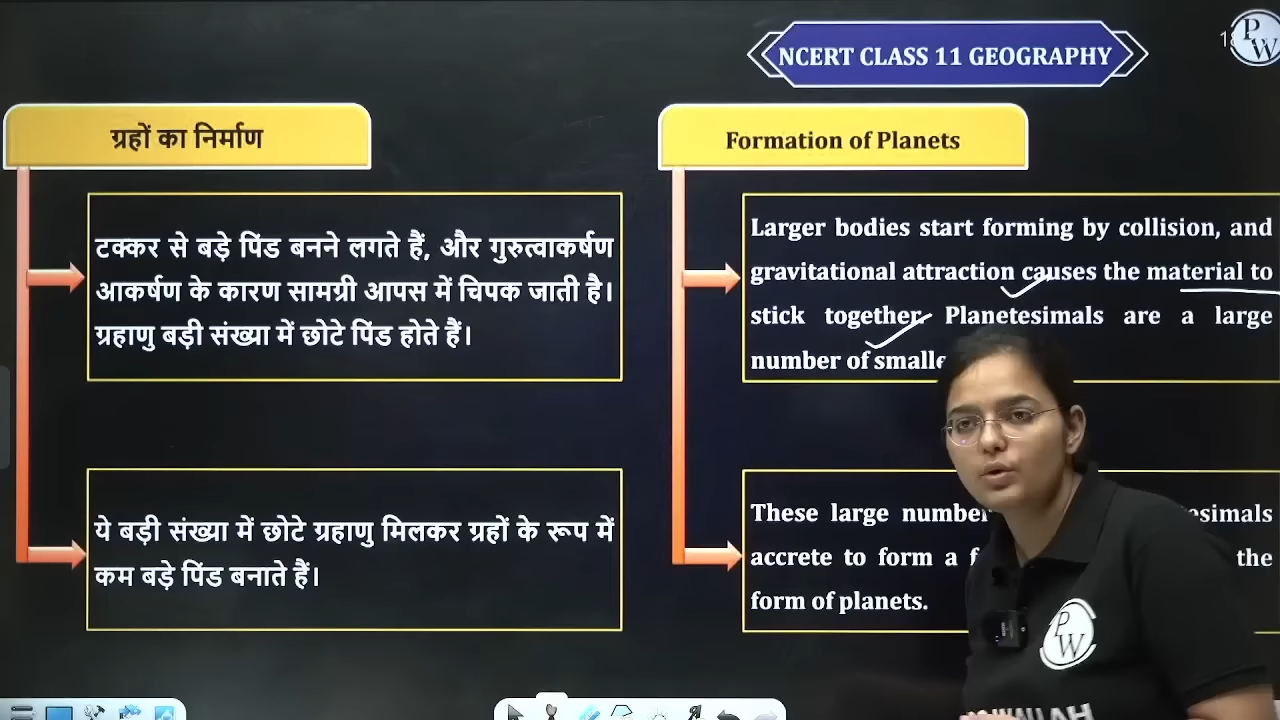 NCERT CLASS 11 GEOGRAPHY
PW
ग्रहों का निर्माण
टक्कर से बड़े पिंड बनने लगते हैं, और गुरुत्वाकर्षण
आकर्षण के कारण सामग्री आपस में चिपक जाती है।
ग्रहाणु बड़ी संख्या में छोटे पिंड होते हैं।
ये बड़ी संख्या में छोटे ग्रहाणु मिलकर ग्रहों के रूप में
कम बड़े पिंड बनाते हैं।
Formation of Planets
Larger bodies start forming by collision, and
gravitational attraction causes the material to
stick together. Planetesimals are a large
number of
These large
accrete to form a the
form of planets.
PW